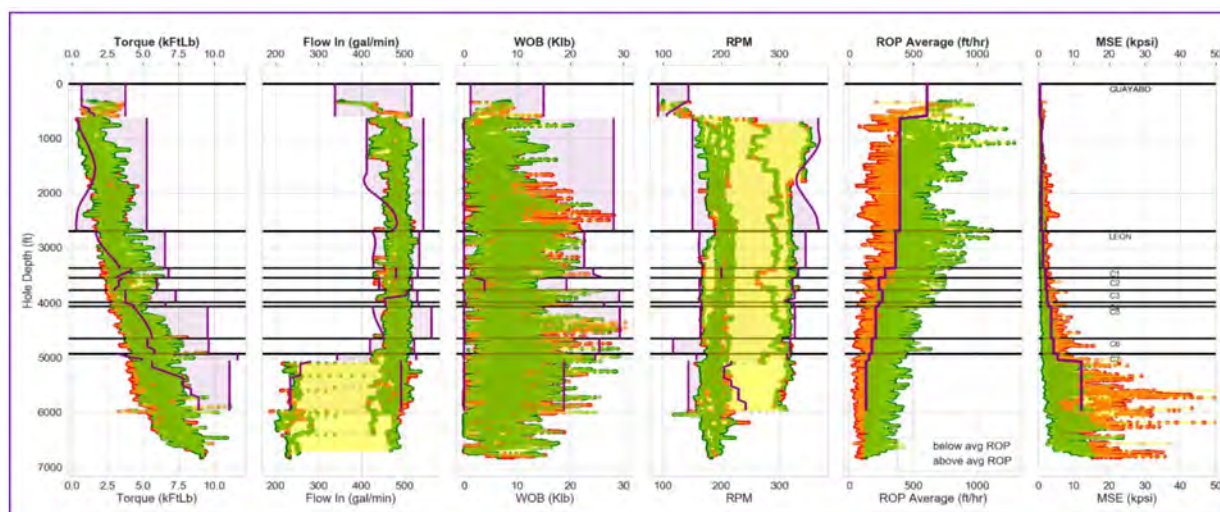 Torque (kFtLb) Flow In (gal/min) WOB (Klb) RPM ROP Average (ft/hr) MSE (kpsi)
0.0 2.5 5.0 7.5 10.0 200 300 400 500 0 10 20 30 100 200 300 0 500 1000 0 10 20 30 40 50
0
GUAYABO
1000
2000
LEON
3000
C1
C2
C3
4000
C5
C6
5000
6000
7000
Hole Depth (ft)
below avg ROP
above avg ROP
0.0 2.5 5.0 7.5 10.0 200 300 400 500 0 10 20 30 100 200 300 0 500 1000 0 10 20 30 40 50
Torque (kFtLb) Flow In (gal/min) WOB (Klb) RPM ROP Average (ft/hr) MSE (kpsi)